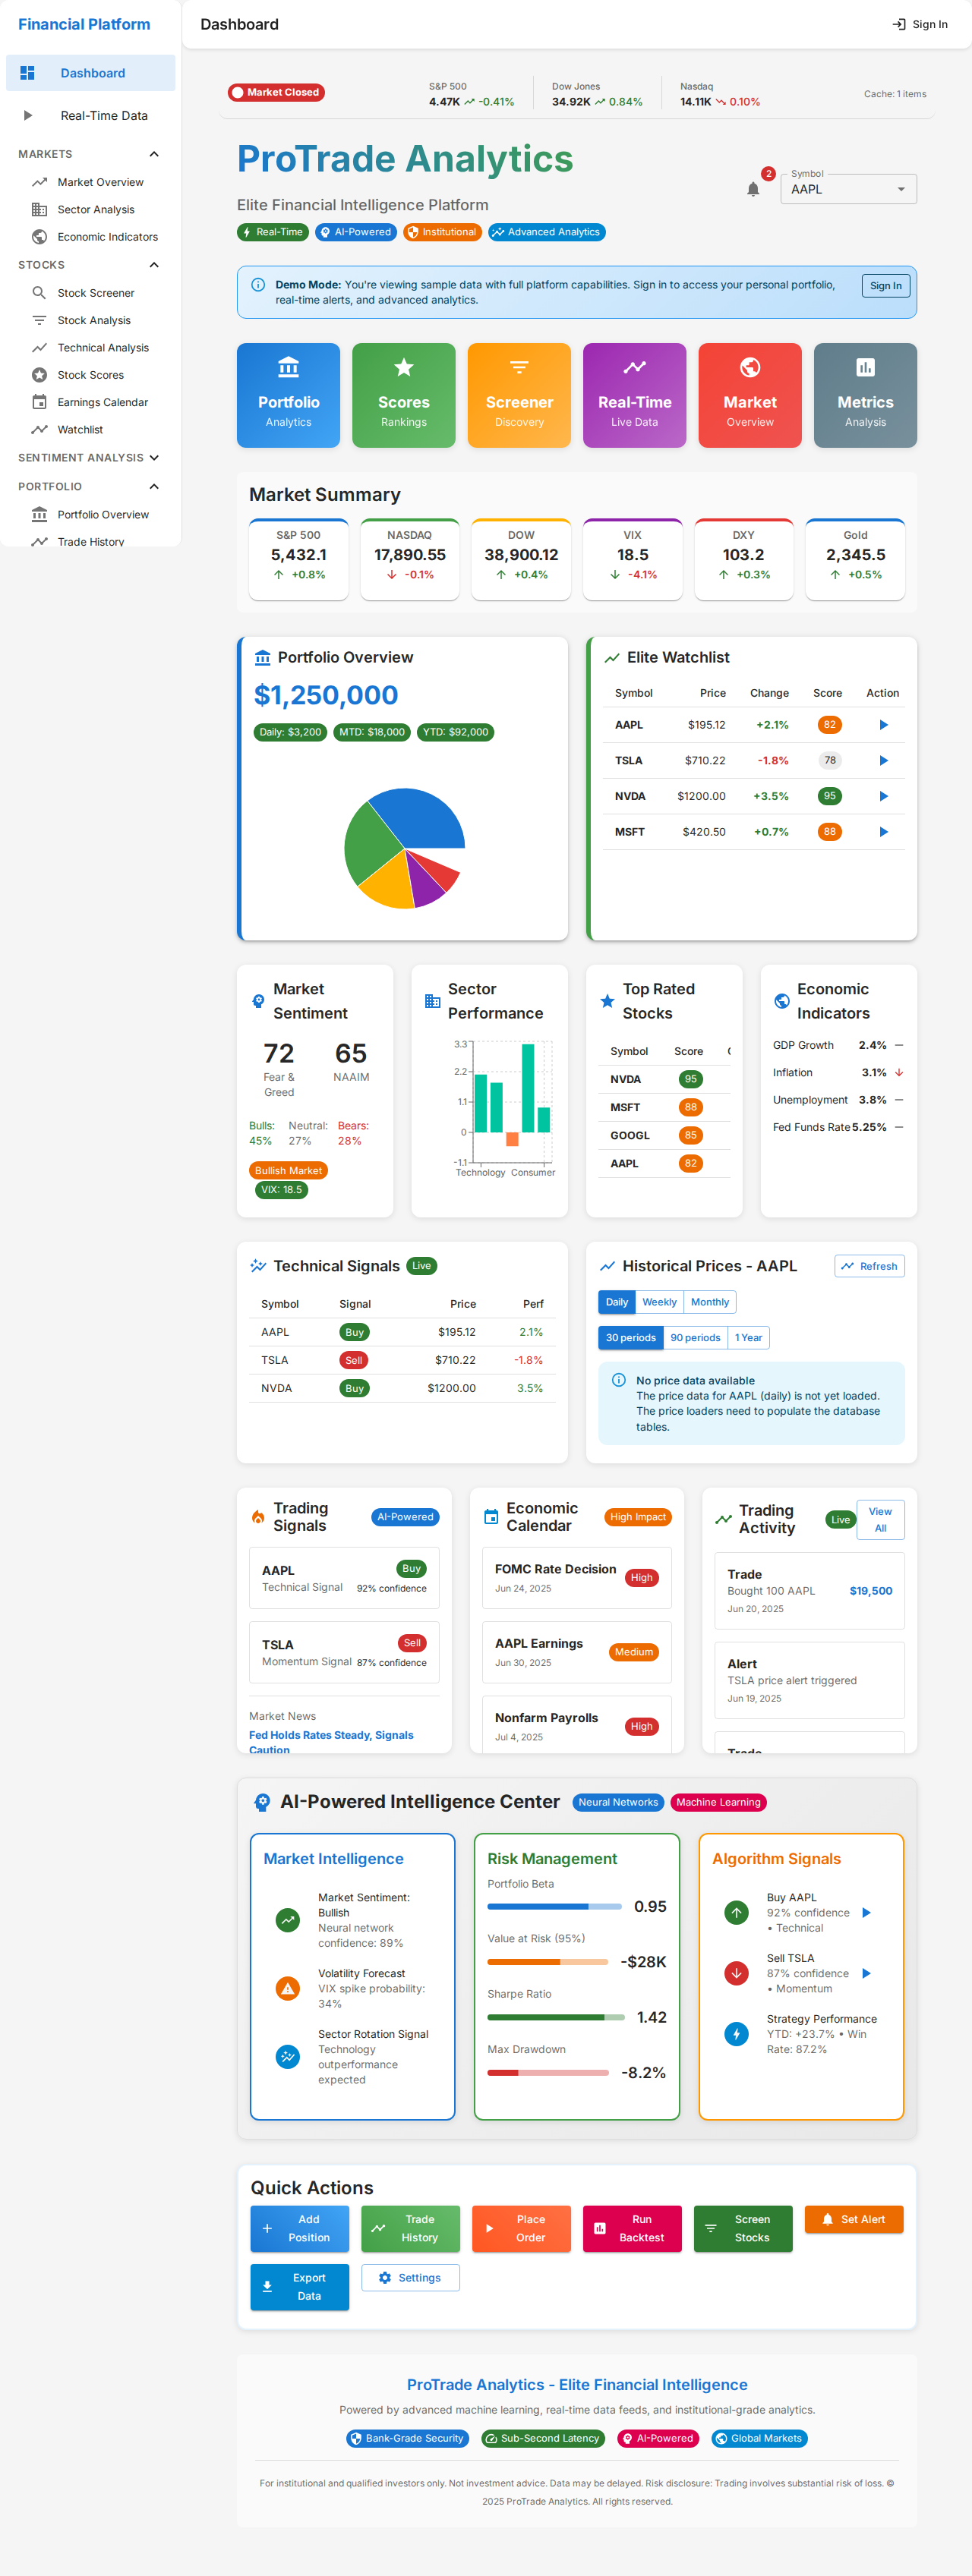 Financial Platform
Dashboard
Real-Time Data
MARKETS
Market Overview
Sector Analysis
Economic Indicators
STOCKS
Stock Screener
Stock Analysis
Technical Analysis
Stock Scores
Earnings Calendar
Watchlist
SENTIMENT ANALYSIS
PORTFOLIO
Portfolio Overview
Trade History
Dashboard
Sign In
Market Closed
S&P 500
4.47K -0.41%
Dow Jones
34.92K 0.84%
Nasdaq
14.11K 0.10%
Cache: 1 items
ProTrade Analytics
Elite Financial Intelligence Platform
Real-Time AI-Powered Institutional Advanced Analytics
2
Symbol
AAPL
Demo Mode: You're viewing sample data with full platform capabilities. Sign in to access your personal portfolio,
real-time alerts, and advanced analytics.
Sign In
Portfolio
Analytics
Scores
Rankings
Screener
Discovery
Real-Time
Live Data
Market
Overview
Metrics
Analysis
Market Summary
S&P 500
5,432.1
+0.8%
NASDAQ
17,890.55
-0.1%
DOW
38,900.12
+0.4%
VIX
18.5
-4.1%
DXY
103.2
+0.3%
Gold
2,345.5
+0.5%
Portfolio Overview
$1,250,000
Daily: $3,200 MTD: $18,000 YTD: $92,000
Elite Watchlist
Symbol Price Change Score Action
AAPL $195.12 +2.1% 82
TSLA $710.22 -1.8% 78
NVDA $1200.00 +3.5% 95
MSFT $420.50 +0.7% 88
Market
Sentiment
72
Fear &
Greed
65
NAAIM
Bulls:
45%
Neutral:
27%
Bears:
28%
Bullish Market
VIX: 18.5
Sector
Performance
3.3
2.2
1.1
0
-1.1
Technology Consumer
Top Rated
Stocks
Symbol Score
NVDA 95
MSFT 88
GOOGL 85
AAPL 82
Economic
Indicators
GDP Growth 2.4%
Inflation 3.1%
Unemployment 3.8%
Fed Funds Rate 5.25%
Technical Signals Live
Symbol Signal Price Perf
AAPL Buy $195.12 2.1%
TSLA Sell $710.22 -1.8%
NVDA Buy $1200.00 3.5%
Historical Prices - AAPL
Refresh
Daily Weekly Monthly
30 periods 90 periods 1 Year
No price data available
The price data for AAPL (daily) is not yet loaded.
The price loaders need to populate the database
tables.
Trading
Signals
AI-Powered
AAPL
Technical Signal
Buy
92% confidence
TSLA
Momentum Signal
Sell
87% confidence
Market News
Fed Holds Rates Steady, Signals
Caution
Economic
Calendar
High Impact
FOMC Rate Decision
Jun 24, 2025
High
AAPL Earnings
Jun 30, 2025
Medium
Nonfarm Payrolls
Jul 4, 2025
High
Trading
Activity
Live
View
All
Trade
Bought 100 AAPL
Jun 20, 2025
$19,500
Alert
TSLA price alert triggered
Jun 19, 2025
Trade
AI-Powered Intelligence Center Neural Networks Machine Learning
Market Intelligence
Market Sentiment:
Bullish
Neural network
confidence: 89%
Volatility Forecast
VIX spike probability:
34%
Sector Rotation Signal
Technology
outperformance
expected
Risk Management
Portfolio Beta
0.95
Value at Risk (95%)
-$28K
Sharpe Ratio
1.42
Max Drawdown
-8.2%
Algorithm Signals
Buy AAPL
92% confidence
• Technical
Sell TSLA
87% confidence
• Momentum
Strategy Performance
YTD: +23.7% • Win
Rate: 87.2%
Quick Actions
Add
Position
Trade
History
Place
Order
Run
Backtest
Screen
Stocks
Set Alert
Export
Data
Settings
ProTrade Analytics - Elite Financial Intelligence
Powered by advanced machine learning, real-time data feeds, and institutional-grade analytics.
Bank-Grade Security Sub-Second Latency AI-Powered Global Markets
For institutional and qualified investors only. Not investment advice. Data may be delayed. Risk disclosure: Trading involves substantial risk of loss. ©
2025 ProTrade Analytics. All rights reserved.